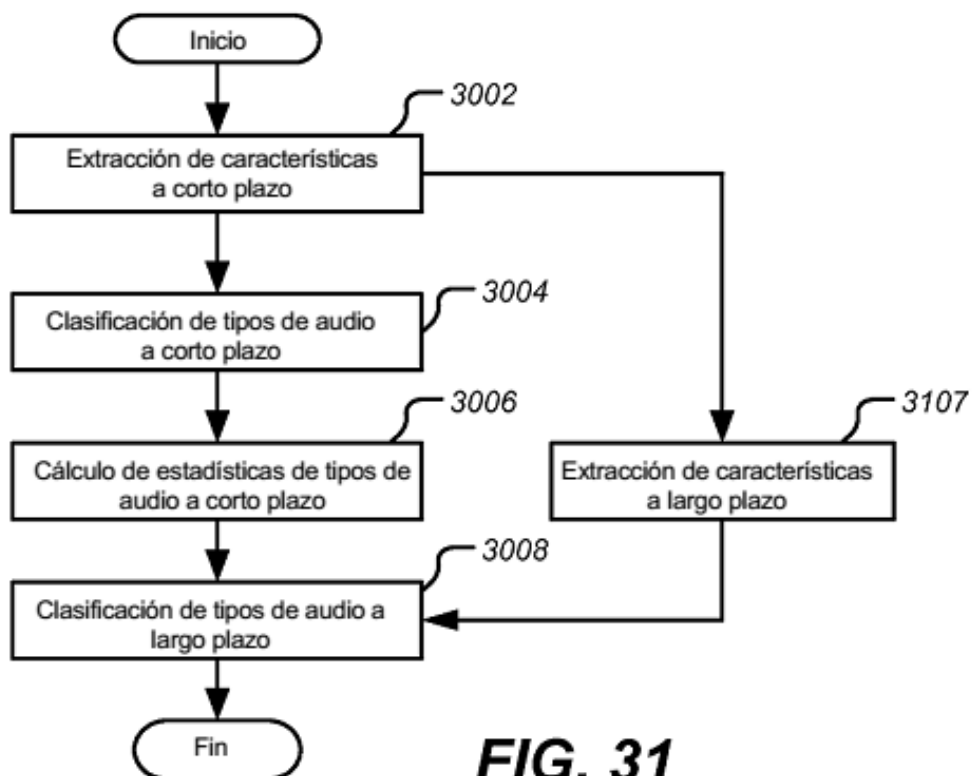 Inicio
3002
Extracción de características
a corto plazo
3004
Clasificación de tipos de audio
a corto plazo
3006
Cálculo de estadísticas de tipos de
audio a corto plazo
3107
Extracción de características
a largo plazo
3008
Clasificación de tipos de audio a
largo plazo
Fin
FIG. 31